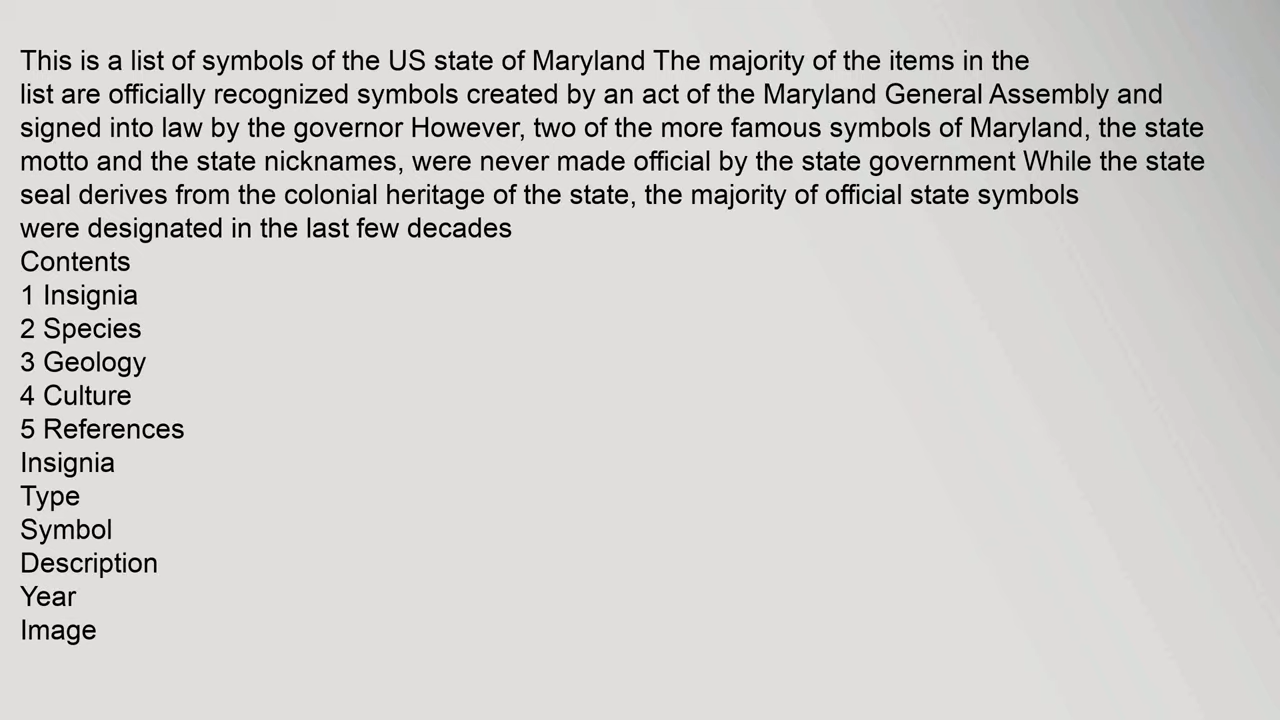 This is a list of symbols of the US state of Maryland The majority of the items in the
list are officially recognized symbols created by an act of the Maryland General Assembly and
signed into law by the governor However, two of the more famous symbols of Maryland, the state
motto and the state nicknames, were never made official by the state government While the state
seal derives from the colonial heritage of the state, the majority of official state symbols
were designated in the last few decades
Contents
1 Insignia
2 Species
3 Geology
4 Culture
5 References
Insignia
Type
Symbol
Description
Year
Image